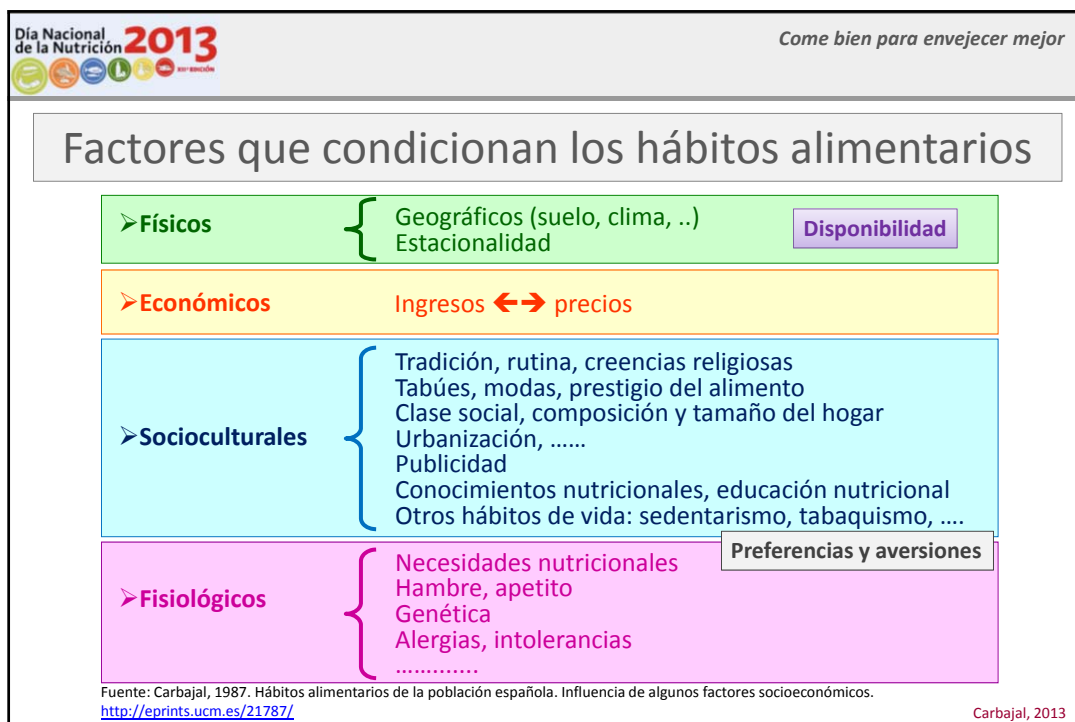 Día Nacional
de la Nutrición 2013
XIIª EDICIÓN
Come bien para envejecer mejor
Factores que condicionan los hábitos alimentarios
➢Físicos
Geográficos (suelo, clima, ..)
Estacionalidad
Disponibilidad
➢Económicos
Ingresos 🡸🡺 precios
➢Socioculturales
Tradición, rutina, creencias religiosas
Tabúes, modas, prestigio del alimento
Clase social, composición y tamaño del hogar
Urbanización, ……
Publicidad
Conocimientos nutricionales, educación nutricional
Otros hábitos de vida: sedentarismo, tabaquismo, ….
Preferencias y aversiones
➢Fisiológicos
Necesidades nutricionales
Hambre, apetito
Genética
Alergias, intolerancias
………....
Fuente: Carbajal, 1987. Hábitos alimentarios de la población española. Influencia de algunos factores socioeconómicos.
http://eprints.ucm.es/21787/
Carbajal, 2013